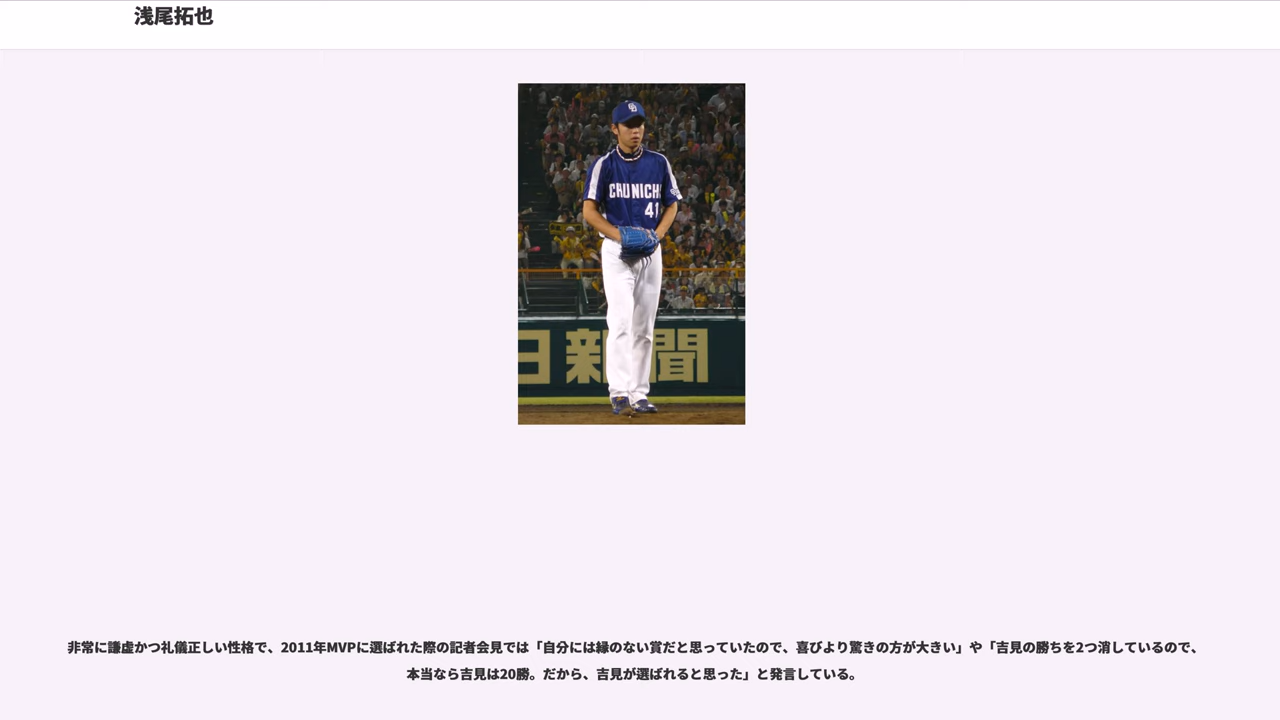 浅尾拓也
CHUNICHI
41
日新聞
非常に謙虚かつ礼儀正しい性格で、2011年MVPに選ばれた際の記者会見では「自分には縁のない賞だと思っていたので、喜びより驚きの方が大きい」や「吉見の勝ちを2つ消しているので、
本当なら吉見は20勝。だから、吉見が選ばれると思った」と発言している。